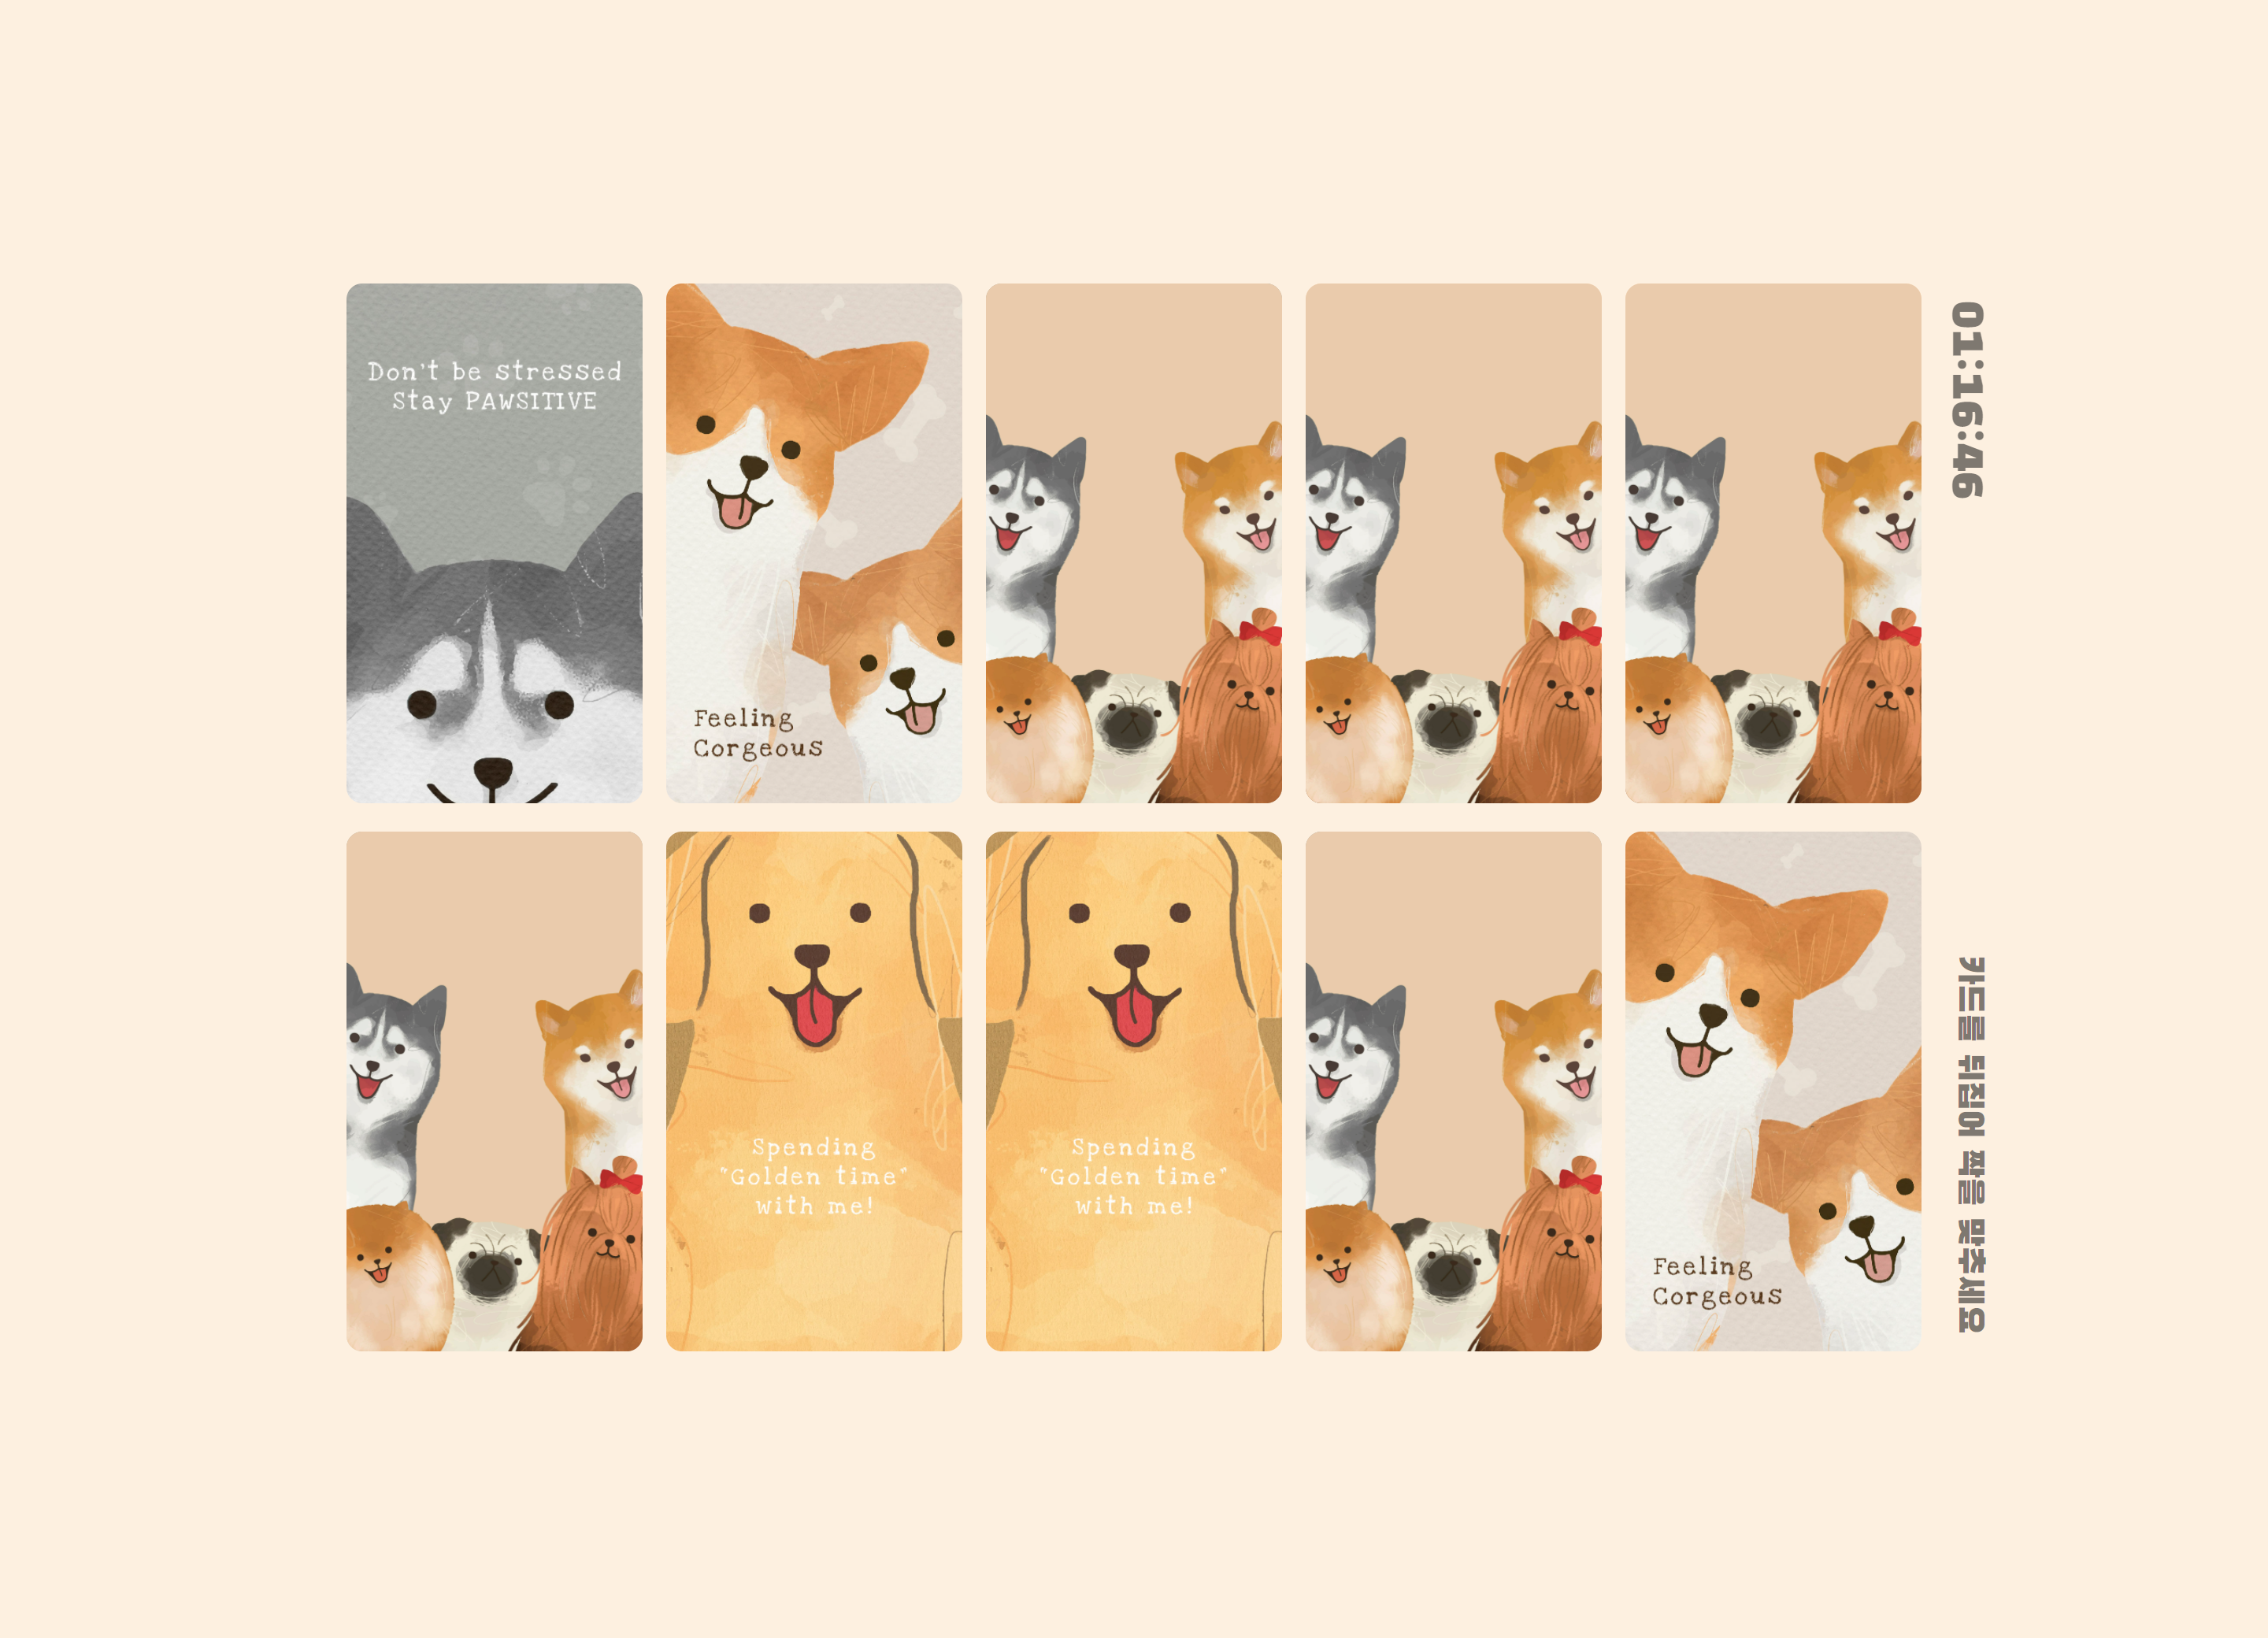 Don't be stressed
Stay PAWSITIVE
Feeling
Corgeous
01:16:46
Spending
"Golden time"
with me!
Spending
"Golden time"
with me!
Feeling
Corgeous
카드를 뒤집어 짝을 맞추세요